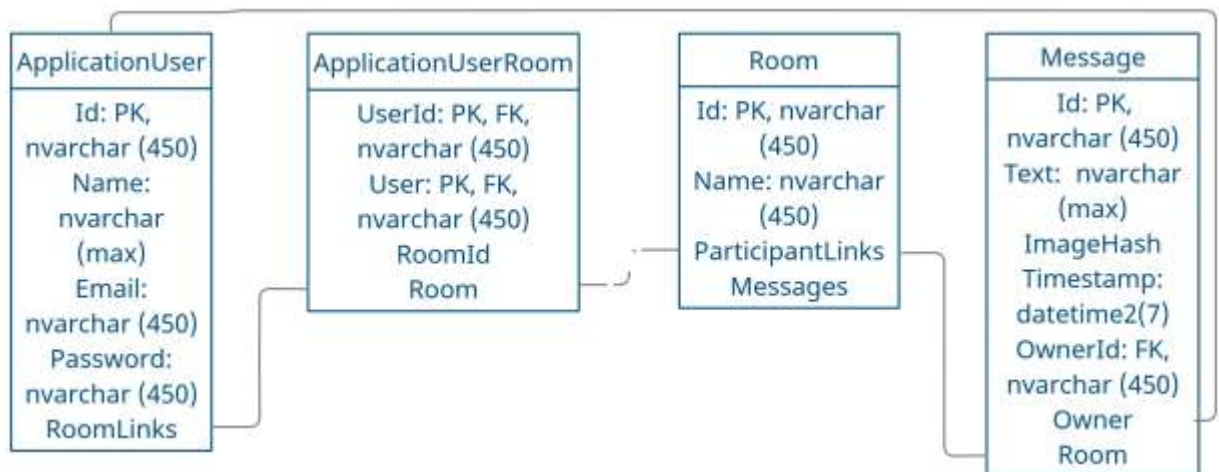 ApplicationUser
Id: PK,
nvarchar (450)
Name:
nvarchar
(max)
Email:
nvarchar (450)
Password:
nvarchar (450)
RoomLinks
ApplicationUserRoom
UserId: PK, FK,
nvarchar (450)
User: PK, FK,
nvarchar (450)
RoomId
Room
Room
Id: PK, nvarchar
(450)
Name: nvarchar
(450)
ParticipantLinks
Messages
Message
Id: PK,
nvarchar (450)
Text: nvarchar
(max)
ImageHash
Timestamp:
datetime2(7)
OwnerId: FK,
nvarchar (450)
Owner
Room